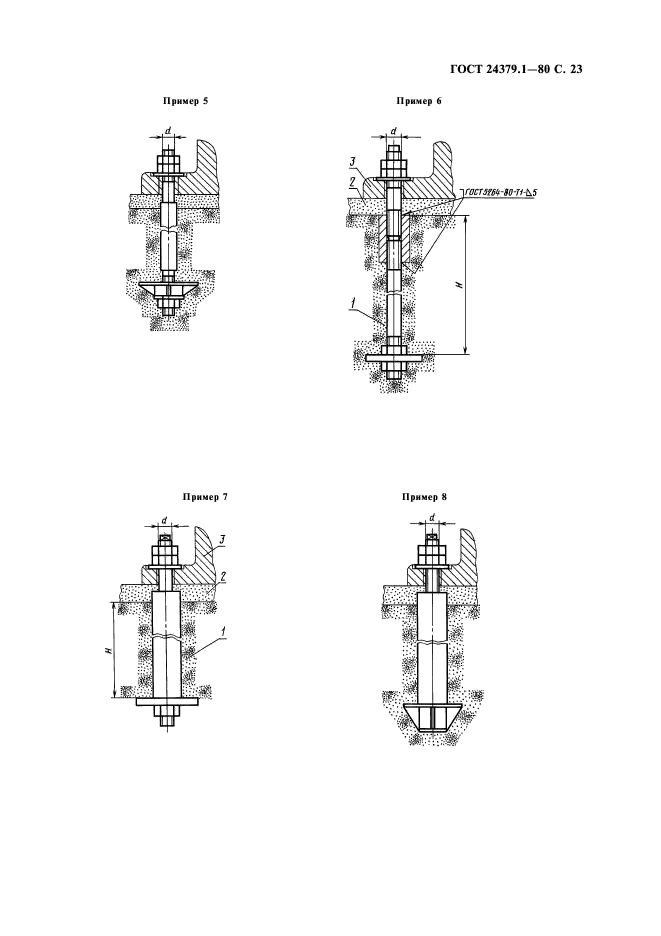 ГОСТ 24379.1—80 С. 23
Пример 5
Пример 6
d
d
3
2
ГОСТ 5264-80-Т1-△5
H
1
Пример 7
Пример 8
d
d
3
2
H
1